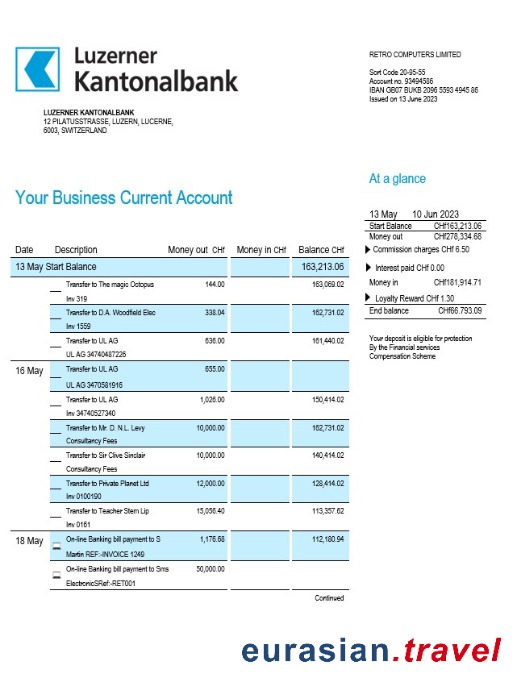 Luzerner
Kantonalbank
RETRO COMPUTERS LIMITED
Sort Code 20-95-55
Account no. 93494586
IBAN GB07 BUKB 2096 5593 4945 86
Issued on 13 June 2023
LUZERNER KANTONALBANK
12 PILATUSSTRASSE, LUZERN, LUCERNE,
6003, SWITZERLAND
At a glance
13 May 10 Jun 2023
Start Balance CHf163,213.06
Money out CHf278,334.68
Commission charges CHf 6.50
Interest paid CHf 0.00
Money in CHf181,914.71
Loyalty Reward CHf 1.30
End balance CHf66.793.09
Your deposit is eligible for protection
By the Financial services
Compensation Scheme
Your Business Current Account
Date Description Money out CHf Money in CHf Balance CHf
13 May Start Balance 163,213.06
Transfer to The magic Octopus 144.00 163,069.02
Inv 319
Transfer to D.A. Woodfield Elec 338.04 162,731.02
Inv 1559
Transfer to UL AG 636.00 161,440.02
UL AG 34740487226
16 May Transfer to UL AG 655.00
UL AG 3470581916
Transfer to UL AG 1,026.00 150,414.02
Inv 34740527340
Transfer to Mr. D. N.L. Levy 10,000.00 162,731.02
Consultancy Fees
Transfer to Sir Clive Sinclair 10,000.00 140,414.02
Consultancy Fees
Transfer to Private Planet Ltd 12,000.00 128,414.02
Inv 0100190
Transfer to Teacher Stern Lip 15,056.40 113,357.62
Inv 0161
18 May On-line Banking bill payment to S 1,176.68 112,180.94
Martin REF:-INVOICE 1249
On-line Banking bill payment to Sms 50,000.00
ElectronicSRef:-RET001
Continued
eurasian.travel